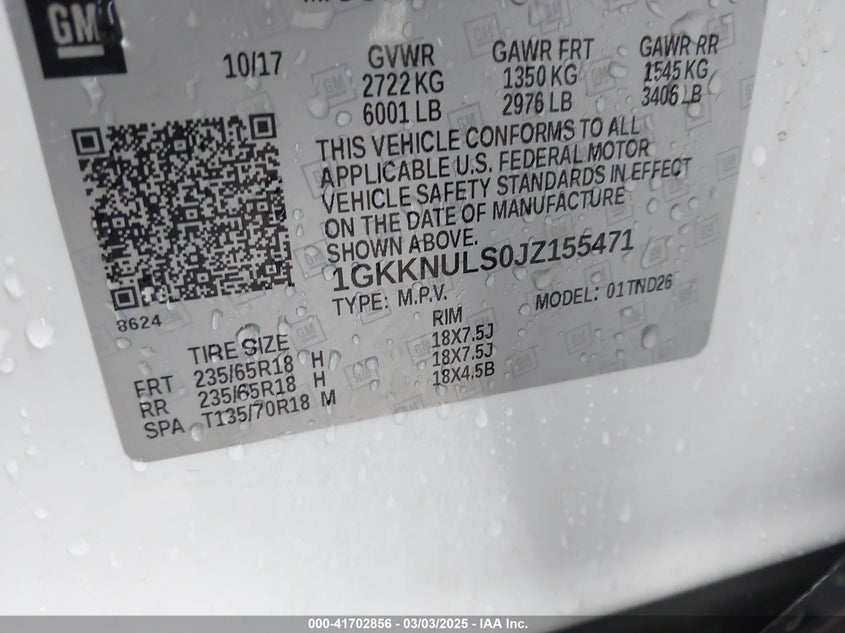 GM
10/17
GVWR
2722 KG
6001 LB
GAWR FRT
1350 KG
2976 LB
GAWR RR
1545 KG
3406 LB
THIS VEHICLE CONFORMS TO ALL
APPLICABLE U.S. FEDERAL MOTOR
VEHICLE SAFETY STANDARDS IN EFFECT
ON THE DATE OF MANUFACTURE
SHOWN ABOVE.
1GKKNULS0JZ155471
TYPE: M.P.V.
MODEL: 01TND26
8624
TIRE SIZE RIM
FRT 235/65R18 H 18X7.5J
RR 235/65R18 H 18X7.5J
SPA T135/70R18 M 18X4.5B
000-41702856 - 03/03/2025 - IAA Inc.